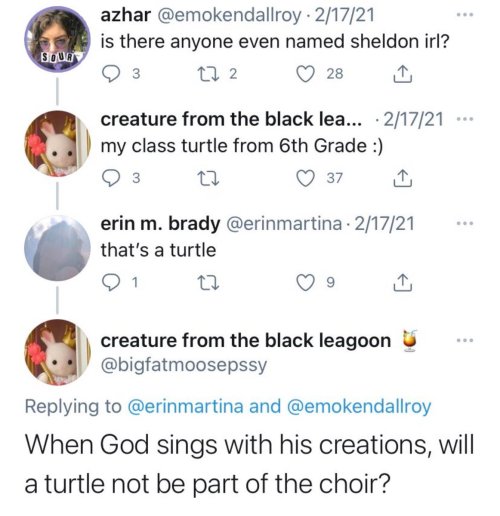 azhar @emokendallroy · 2/17/21
is there anyone even named sheldon irl?
3 2 28
creature from the black lea... · 2/17/21
my class turtle from 6th Grade :)
3 37
erin m. brady @erinmartina · 2/17/21
that's a turtle
1 9
creature from the black leagoon 🍹
@bigfatmoosepssy
Replying to @erinmartina and @emokendallroy
When God sings with his creations, will
a turtle not be part of the choir?
SOUR